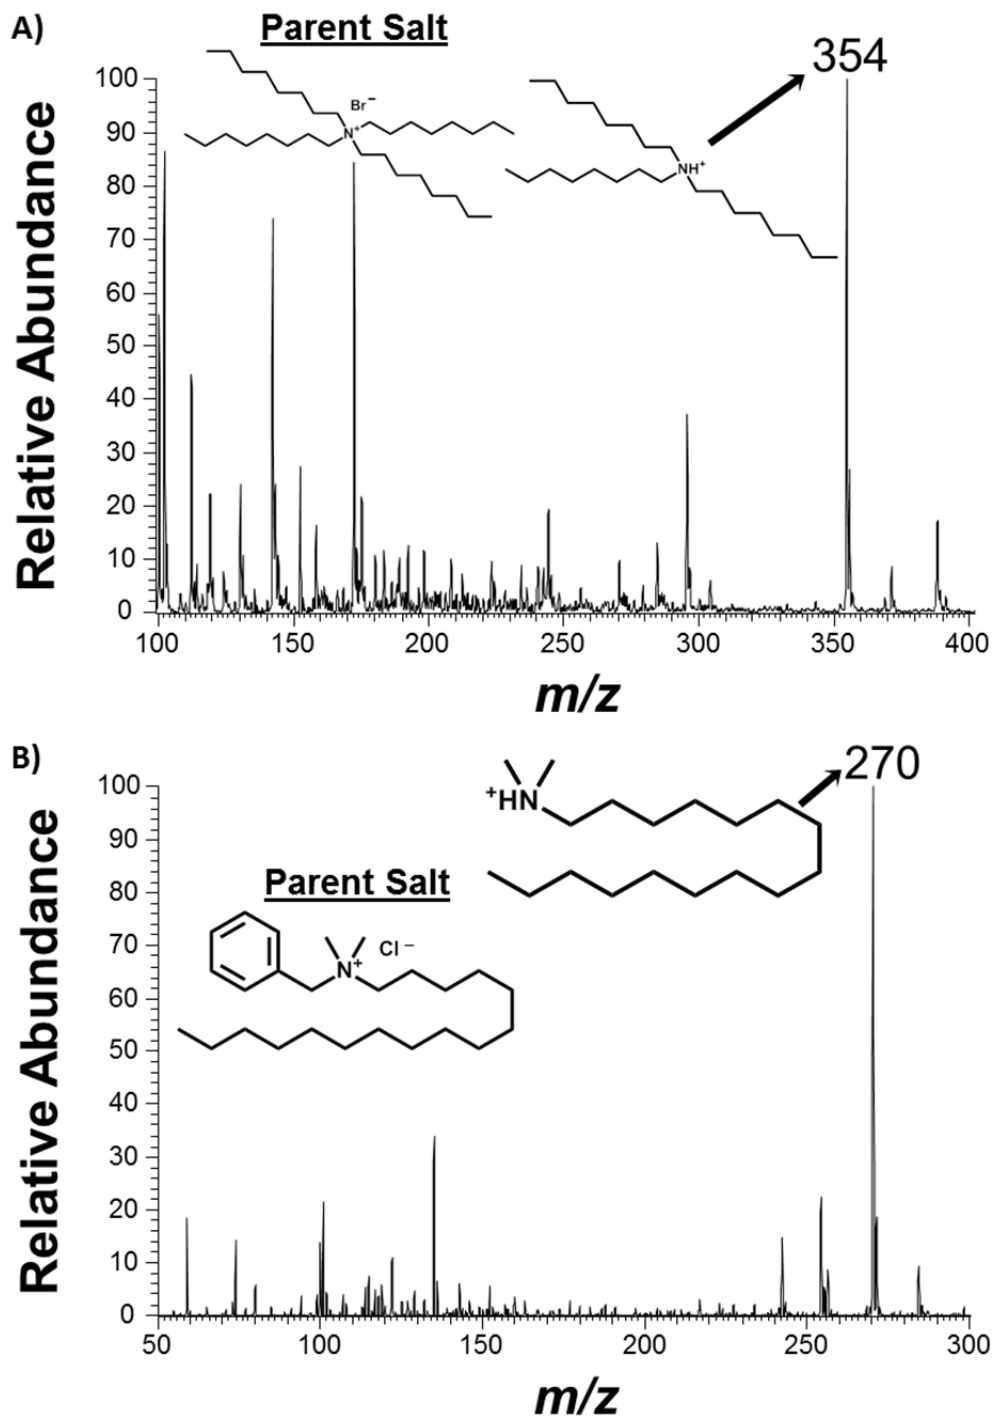 A)
Parent Salt
354
Br−
N+
NH+
100
90
80
70
60
50
40
30
20
10
0
Relative Abundance
100 150 200 250 300 350 400
m/z
B)
270
+HN
Parent Salt
Cl −
N+
100
90
80
70
60
50
40
30
20
10
0
Relative Abundance
50 100 150 200 250 300
m/z